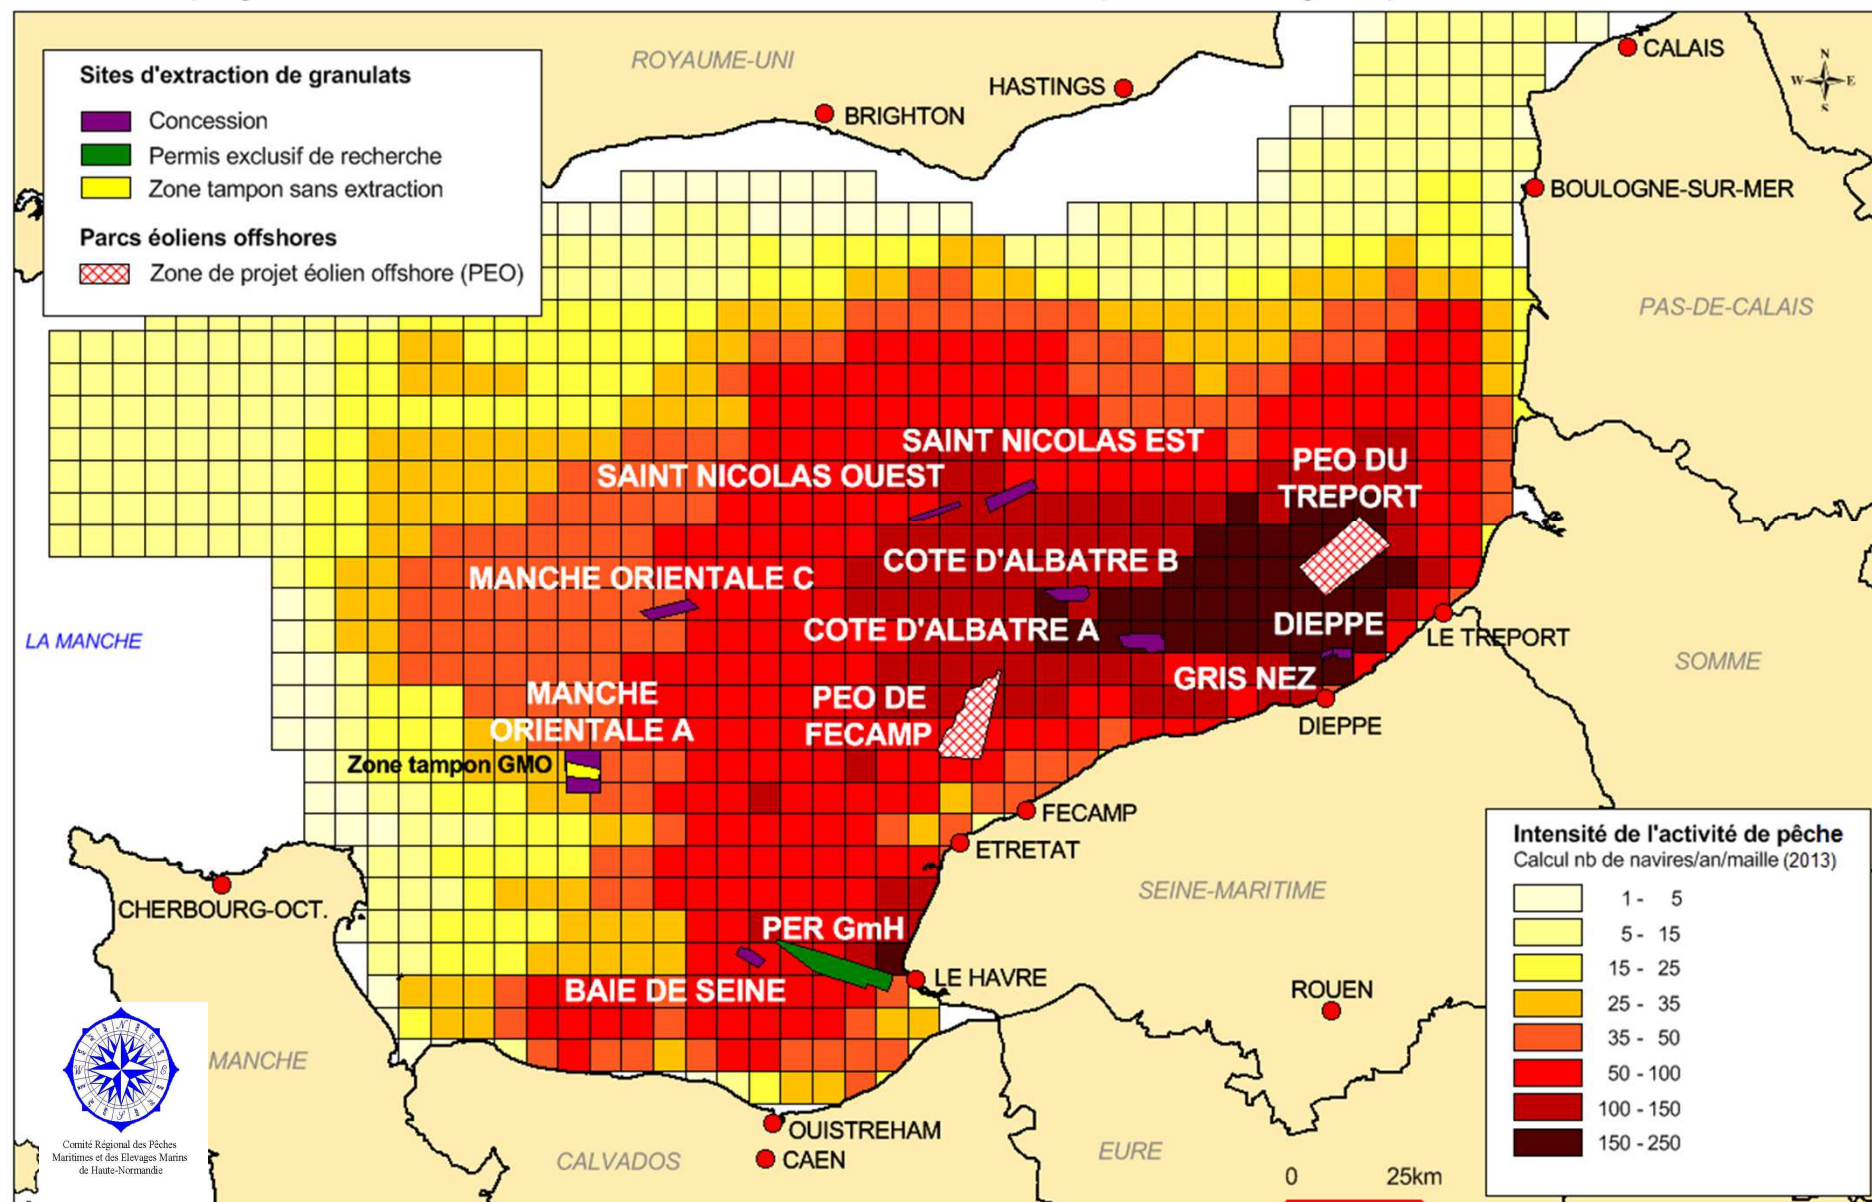 Sites d'extraction de granulats
Concession
Permis exclusif de recherche
Zone tampon sans extraction
Parcs éoliens offshores
Zone de projet éolien offshore (PEO)
ROYAUME-UNI
HASTINGS
BRIGHTON
CALAIS
N
W E
S
BOULOGNE-SUR-MER
PAS-DE-CALAIS
SAINT NICOLAS EST
SAINT NICOLAS OUEST
PEO DU
TREPORT
COTE D'ALBATRE B
MANCHE ORIENTALE C
COTE D'ALBATRE A
DIEPPE
LE TREPORT
LA MANCHE
SOMME
GRIS NEZ
MANCHE
ORIENTALE A
PEO DE
FECAMP
DIEPPE
Zone tampon GMO
FECAMP
ETRETAT
CHERBOURG-OCT.
SEINE-MARITIME
PER GmH
LE HAVRE
BAIE DE SEINE
ROUEN
MANCHE
OUISTREHAM
CAEN
CALVADOS
EURE
0 25km
Intensité de l'activité de pêche
Calcul nb de navires/an/maille (2013)
1 - 5
5 - 15
15 - 25
25 - 35
35 - 50
50 - 100
100 - 150
150 - 250
Comité Régional des Pêches
Maritimes et des Elevages Marins
de Haute-Normandie